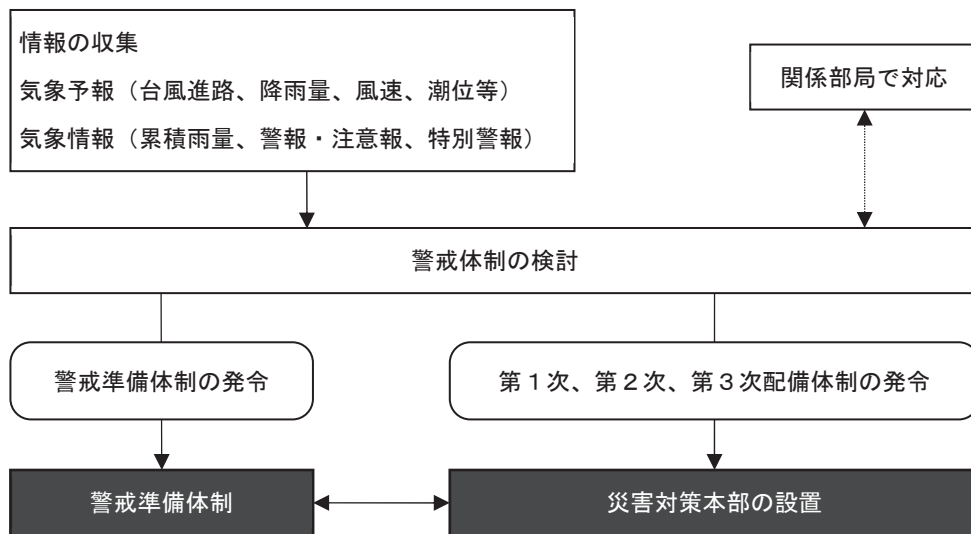 情報の収集
気象予報（台風進路、降雨量、風速、潮位等）
気象情報（累積雨量、警報・注意報、特別警報）
関係部局で対応
警戒体制の検討
警戒準備体制の発令
第１次、第２次、第３次配備体制の発令
警戒準備体制
災害対策本部の設置